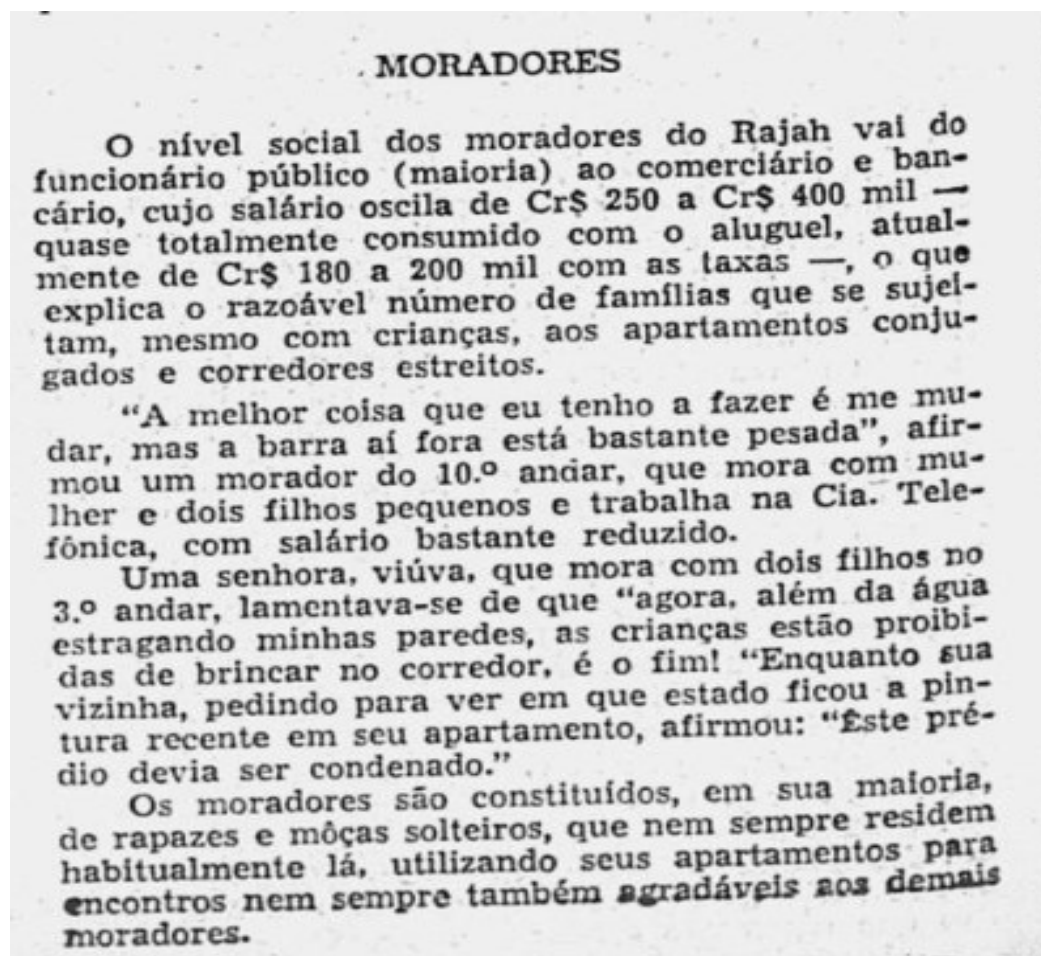 MORADORES
O nível social dos moradores do Rajah vai do
funcionário público (maioria) ao comerciário e ban-
cário, cujo salário oscila de Cr$ 250 a Cr$ 400 mil —
quase totalmente consumido com o aluguel, atual-
mente de Cr$ 180 a 200 mil com as taxas —, o que
explica o razoável número de famílias que se sujei-
tam, mesmo com crianças, aos apartamentos conju-
gados e corredores estreitos.
"A melhor coisa que eu tenho a fazer é me mu-
dar, mas a barra aí fora está bastante pesada", afir-
mou um morador do 10.º andar, que mora com mu-
lher e dois filhos pequenos e trabalha na Cia. Tele-
fônica, com salário bastante reduzido.
Uma senhora, viúva, que mora com dois filhos no
3.º andar, lamentava-se de que "agora, além da água
estragando minhas paredes, as crianças estão proibi-
das de brincar no corredor, é o fim! "Enquanto sua
vizinha, pedindo para ver em que estado ficou a pin-
tura recente em seu apartamento, afirmou: "Êste pré-
dio devia ser condenado."
Os moradores são constituídos, em sua maioria,
de rapazes e môças solteiros, que nem sempre residem
habitualmente lá, utilizando seus apartamentos para
encontros nem sempre também agradáveis aos demais
moradores.